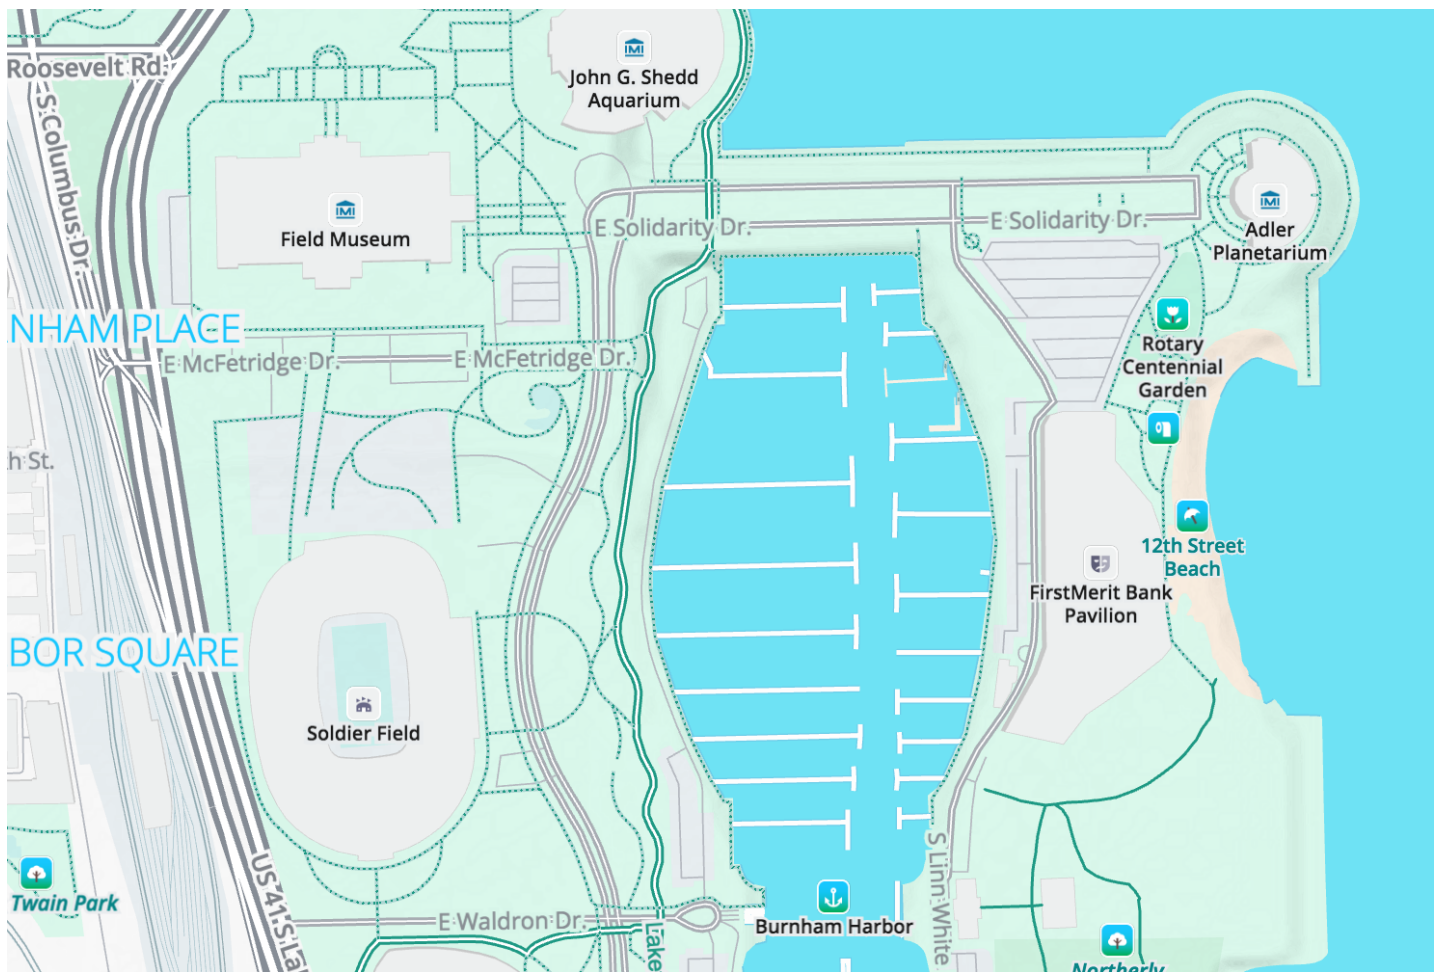 John G. Shedd
Aquarium
Roosevelt Rd.
S Columbus Dr.
Field Museum
E Solidarity Dr.
E Solidarity Dr.
Adler
Planetarium
NHAM PLACE
E McFetridge Dr.
E McFetridge Dr.
Rotary
Centennial
Garden
h St.
12th Street
Beach
FirstMerit Bank
Pavilion
BOR SQUARE
Soldier Field
US 41
S La
Twain Park
E Waldron Dr.
Lake
Burnham Harbor
S Linn White
Northerly